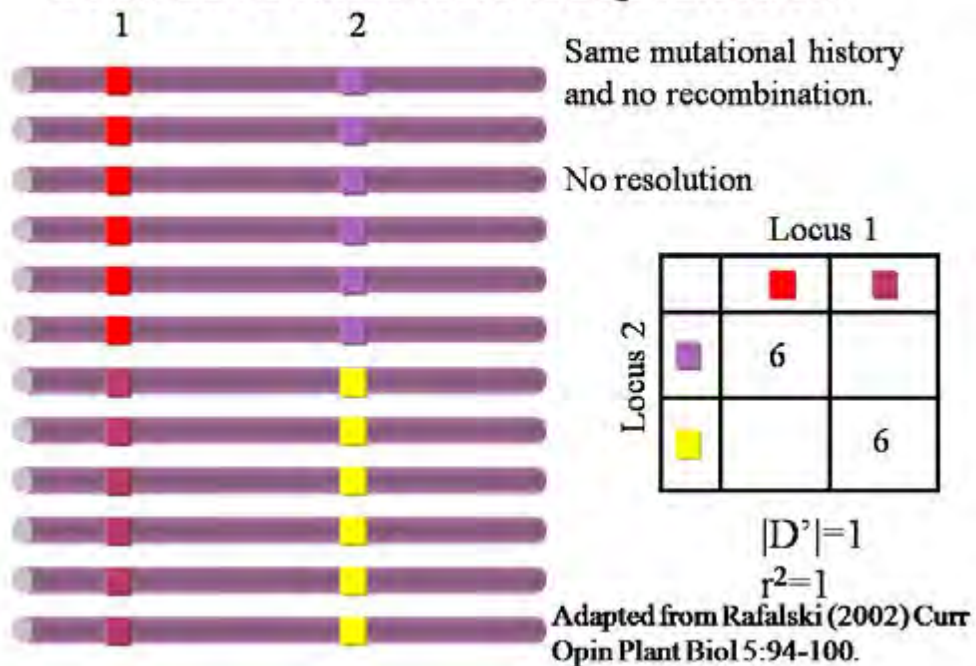 1 2
Same mutational history
and no recombination.
No resolution
Locus 1
Locus 2
6
6
|D’|=1
r²=1
Adapted from Rafalski (2002) Curr
Opin Plant Biol 5:94-100.